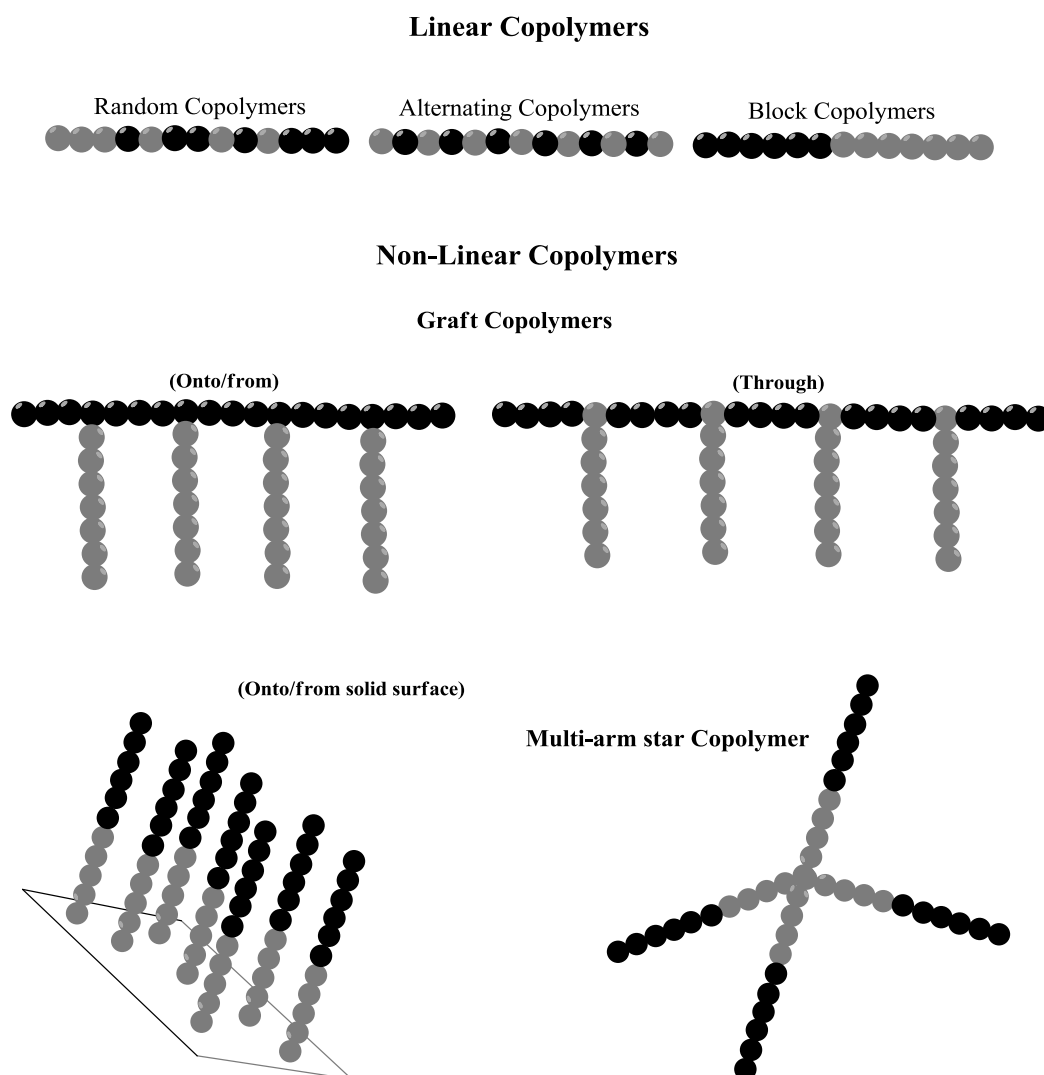 Linear Copolymers
Random Copolymers
Alternating Copolymers
Block Copolymers
Non-Linear Copolymers
Graft Copolymers
(Onto/from)
(Through)
(Onto/from solid surface)
Multi-arm star Copolymer